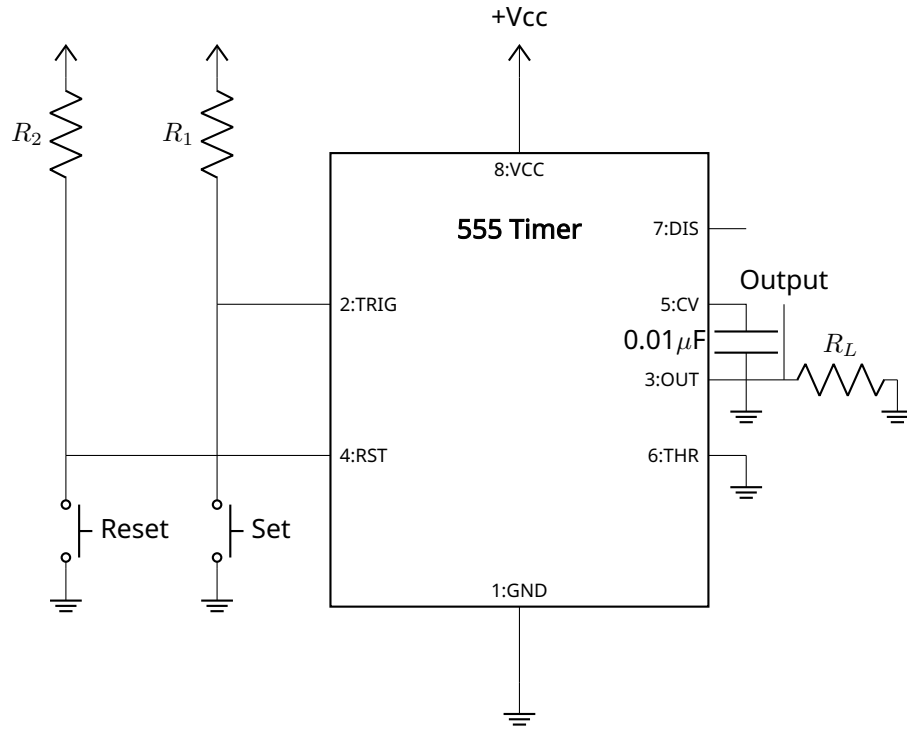 +Vcc
R₂
R₁
8:VCC
555 Timer
7:DIS
Output
2:TRIG
5:CV
0.01μF
R_L
3:OUT
4:RST
6:THR
Reset
Set
1:GND